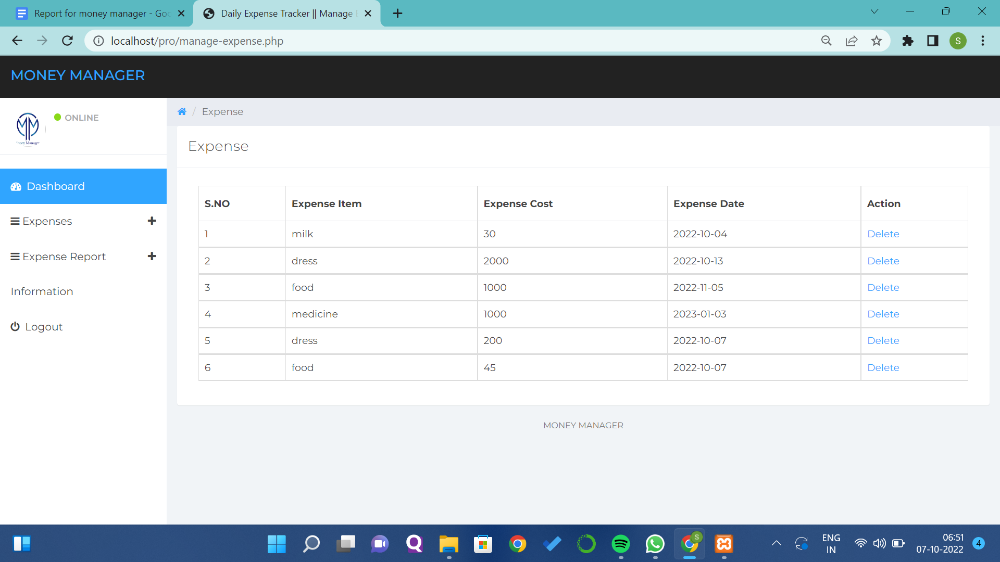 Report for money manager - Goo
Daily Expense Tracker || Manage E
localhost/pro/manage-expense.php
S
MONEY MANAGER
ONLINE
Expense
Expense
Dashboard
Expenses
Expense Report
Information
Logout
S.NO Expense Item Expense Cost Expense Date Action
1 milk 30 2022-10-04 Delete
2 dress 2000 2022-10-13 Delete
3 food 1000 2022-11-05 Delete
4 medicine 1000 2023-01-03 Delete
5 dress 200 2022-10-07 Delete
6 food 45 2022-10-07 Delete
MONEY MANAGER
S
ENG
IN
06:51
07-10-2022
4